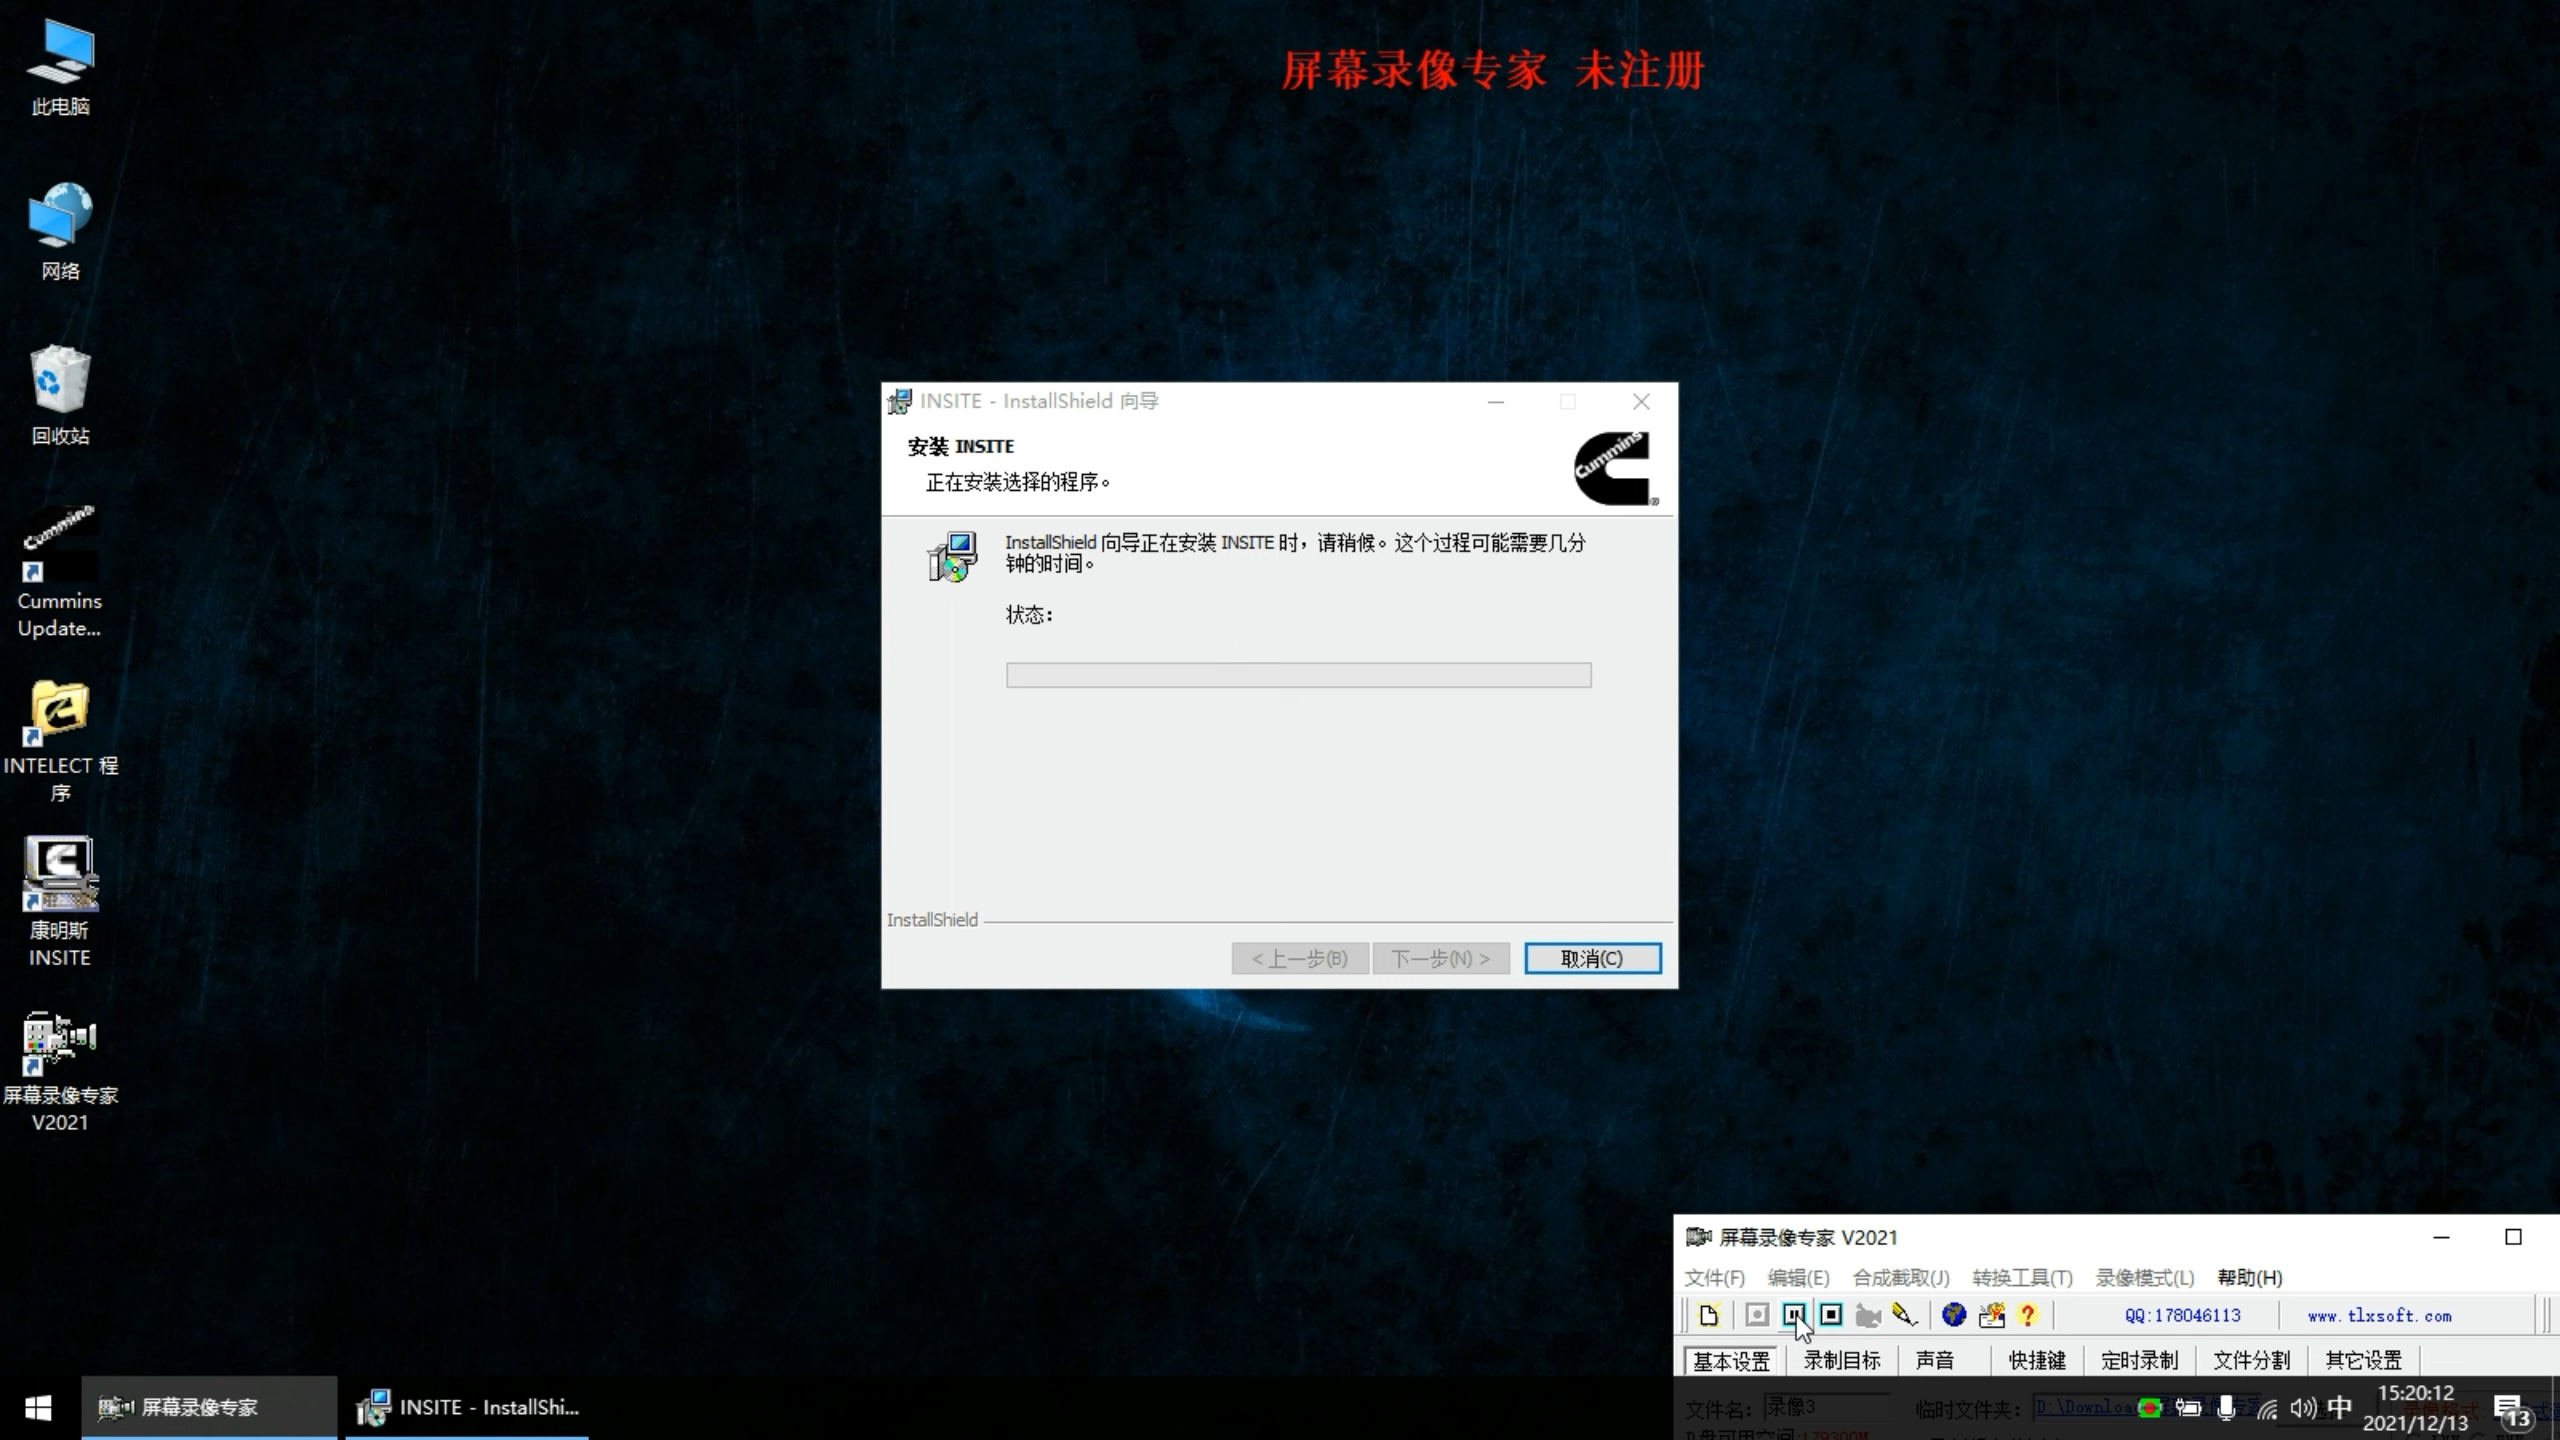 屏幕录像专家 未注册
此电脑
网络
回收站
Cummins
Update...
INTELECT 程
序
康明斯
INSITE
屏幕录像专家
V2021
INSITE - InstallShield 向导
安装 INSITE
正在安装选择的程序。
Cummins
InstallShield 向导正在安装 INSITE 时，请稍候。这个过程可能需要几分
钟的时间。
状态：
InstallShield
< 上一步(B)
下一步(N) >
取消(C)
屏幕录像专家 V2021
文件(F) 编辑(E) 合成截取(J) 转换工具(T) 录像模式(L) 帮助(H)
QQ:178046113 www.tlxsoft.com
基本设置 录制目标 声音 快捷键 定时录制 文件分割 其它设置
文件名: 录像3 临时文件夹:
屏幕录像专家
INSITE - InstallShi...
中
15:20:12
2021/12/13
13